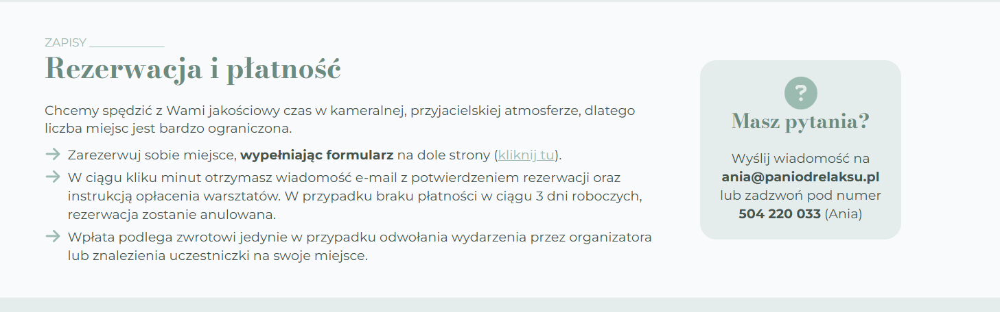 ZAPISY ____________
Rezerwacja i płatność
Chcemy spędzić z Wami jakościowy czas w kameralnej, przyjacielskiej atmosferze, dlatego
liczba miejsc jest bardzo ograniczona.
→ Zarezerwuj sobie miejsce, wypełniając formularz na dole strony (kliknij tu).
→ W ciągu kliku minut otrzymasz wiadomość e-mail z potwierdzeniem rezerwacji oraz
instrukcją opłacenia warsztatów. W przypadku braku płatności w ciągu 3 dni roboczych,
rezerwacja zostanie anulowana.
→ Wpłata podlega zwrotowi jedynie w przypadku odwołania wydarzenia przez organizatora
lub znalezienia uczestniczki na swoje miejsce.
?
Masz pytania?
Wyślij wiadomość na
ania@paniodrelaksu.pl
lub zadzwoń pod numer
504 220 033 (Ania)